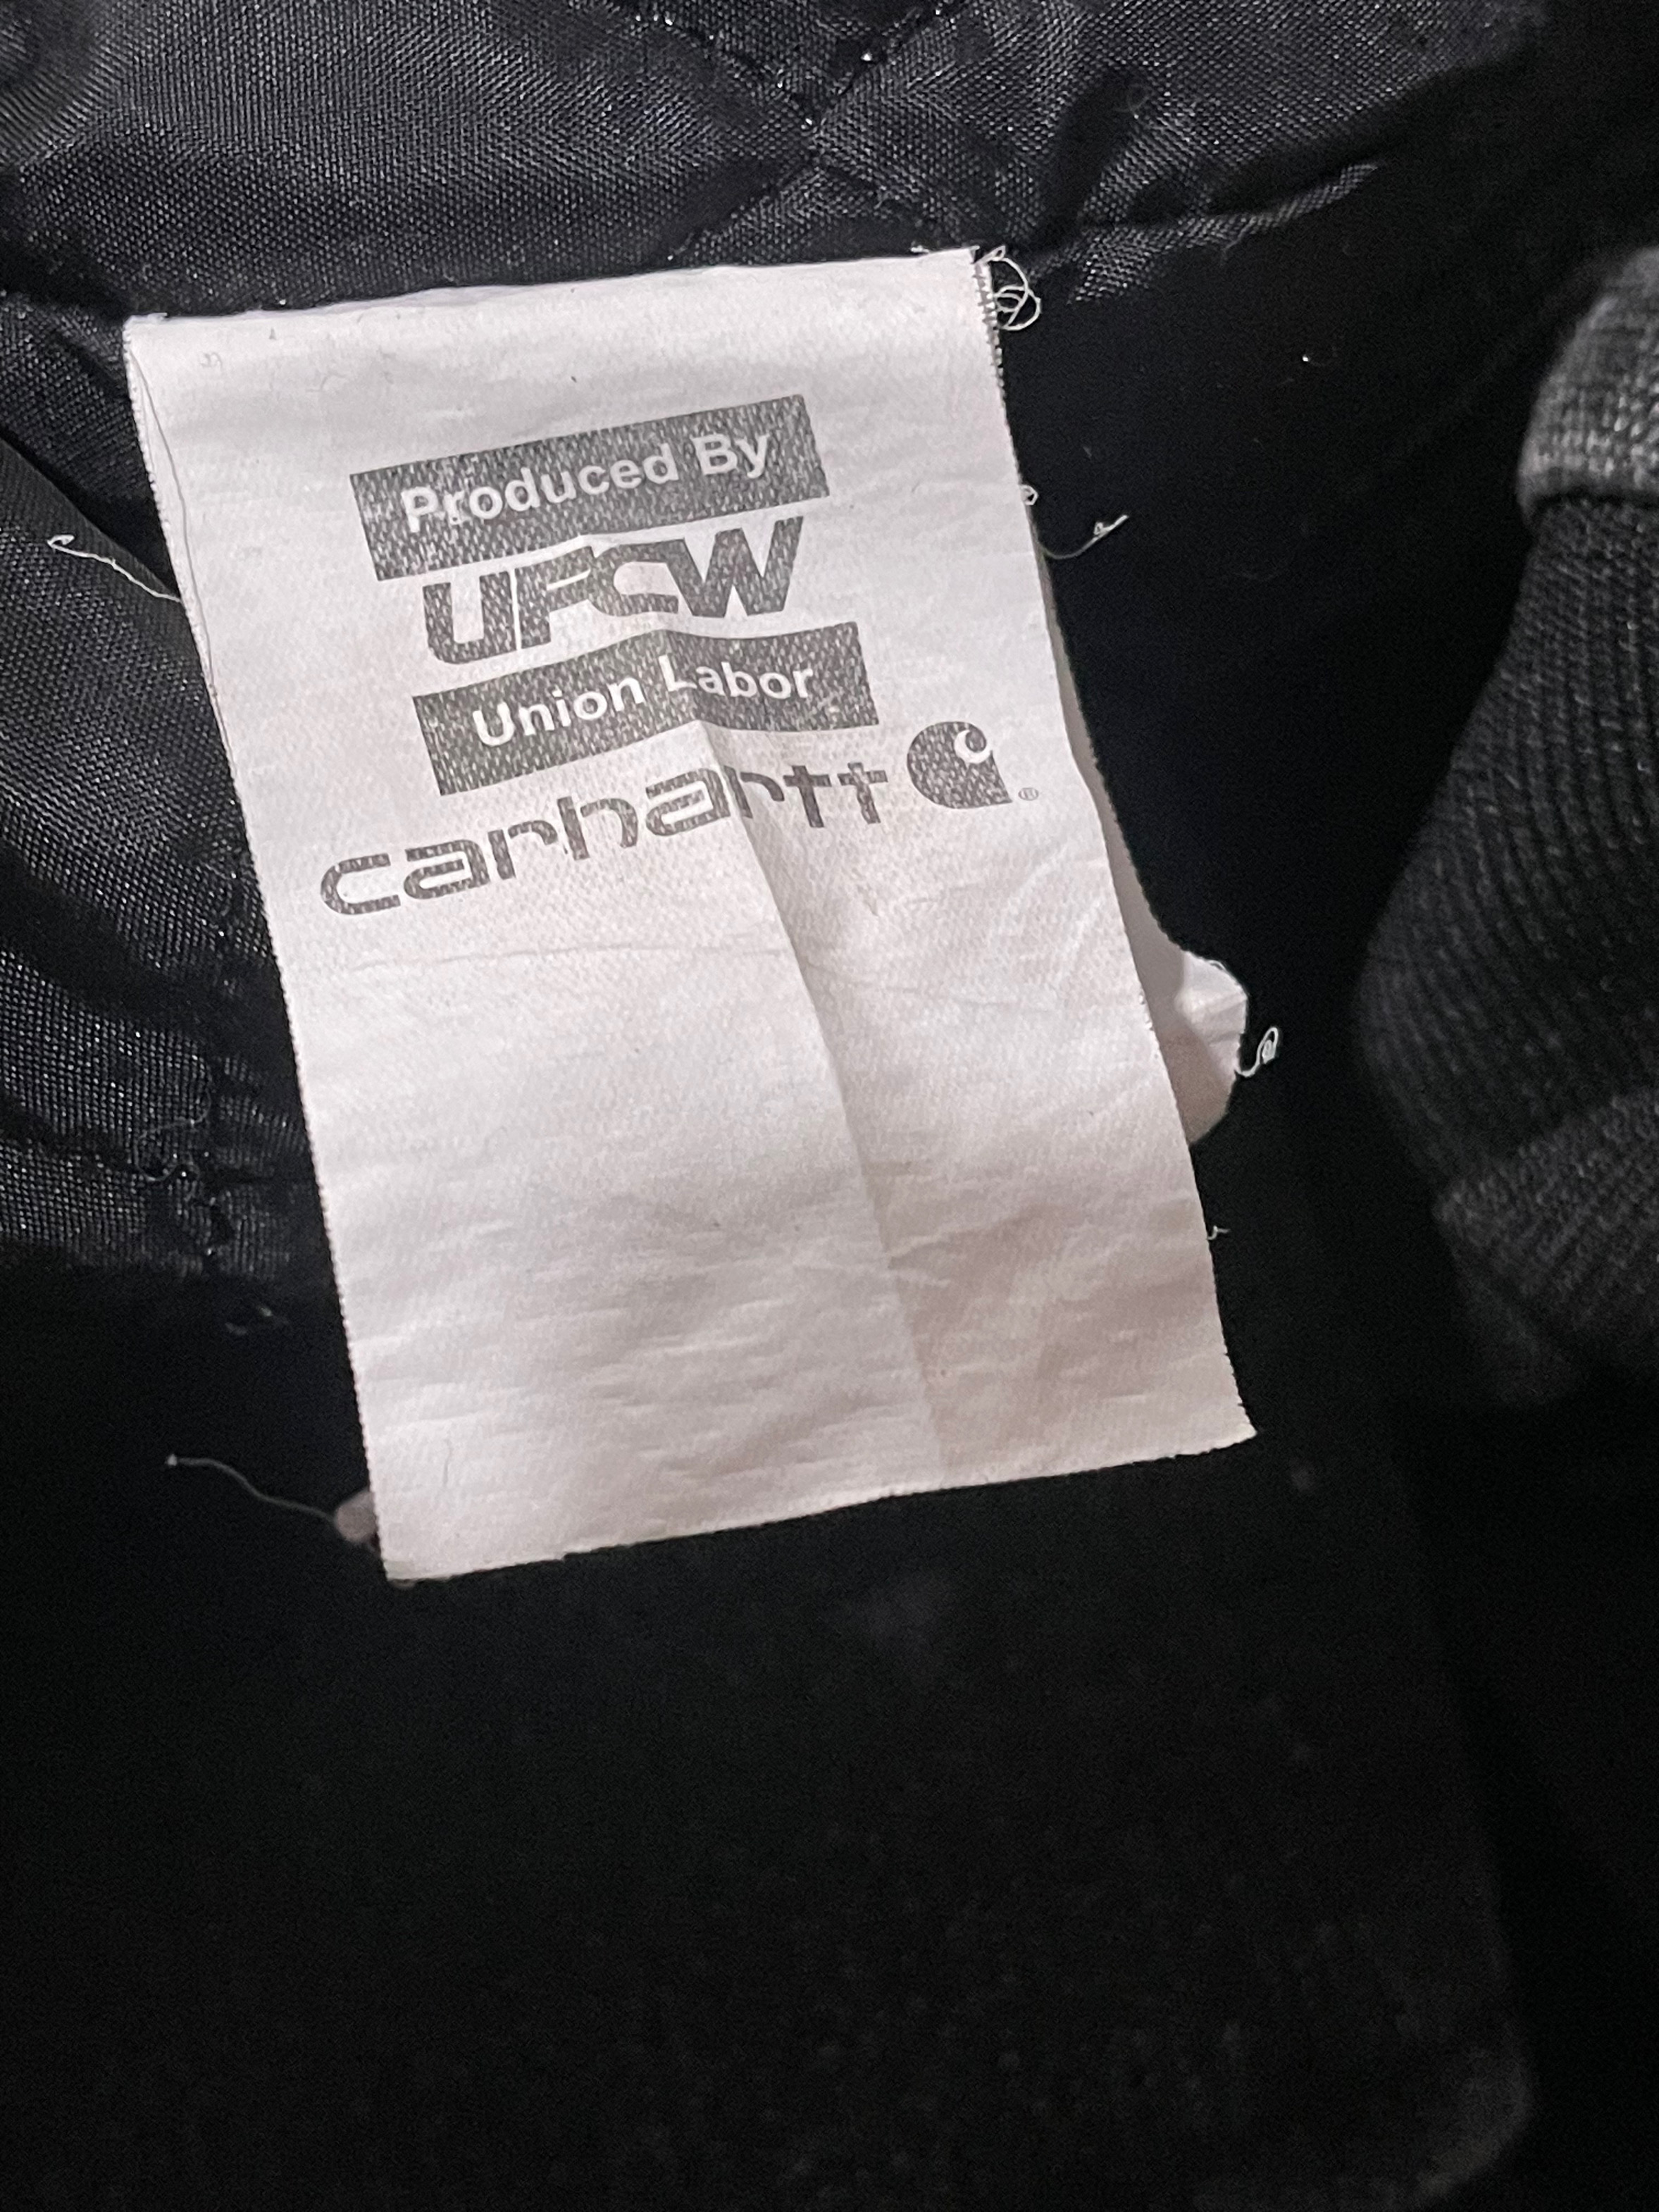 Produced By
UFCW
Union Labor
carhartt ®